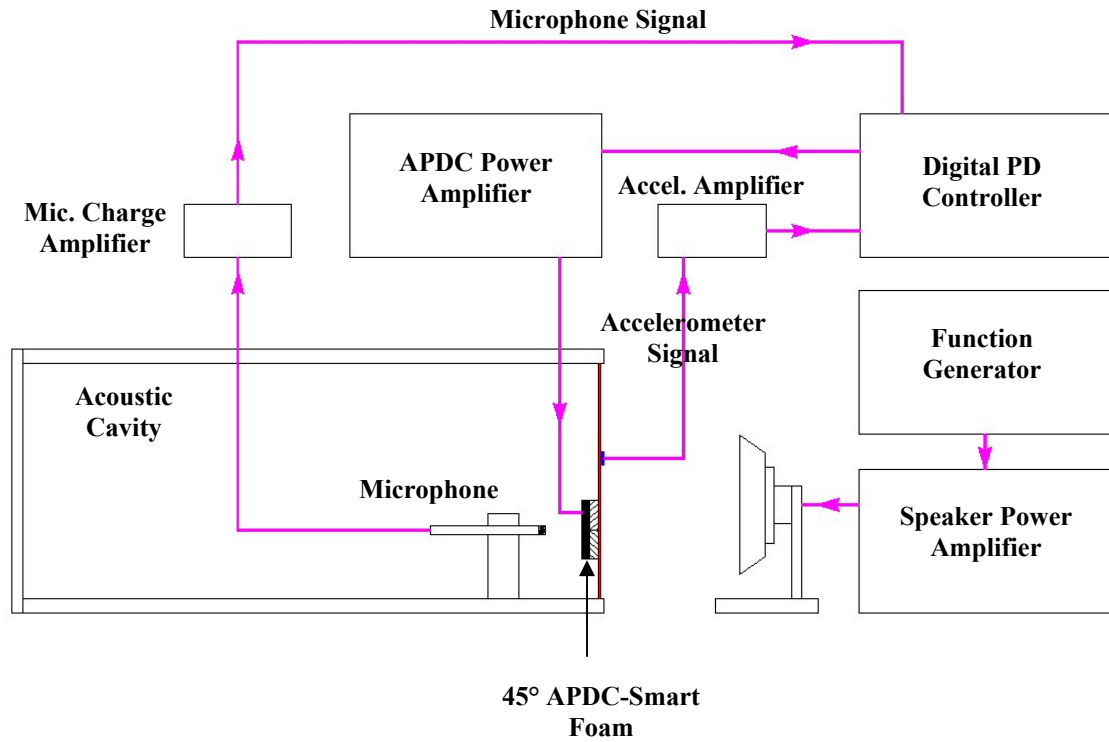 Microphone Signal
APDC Power
Amplifier
Digital PD
Controller
Accel. Amplifier
Mic. Charge
Amplifier
Accelerometer
Signal
Function
Generator
Acoustic
Cavity
Microphone
Speaker Power
Amplifier
45° APDC-Smart
Foam